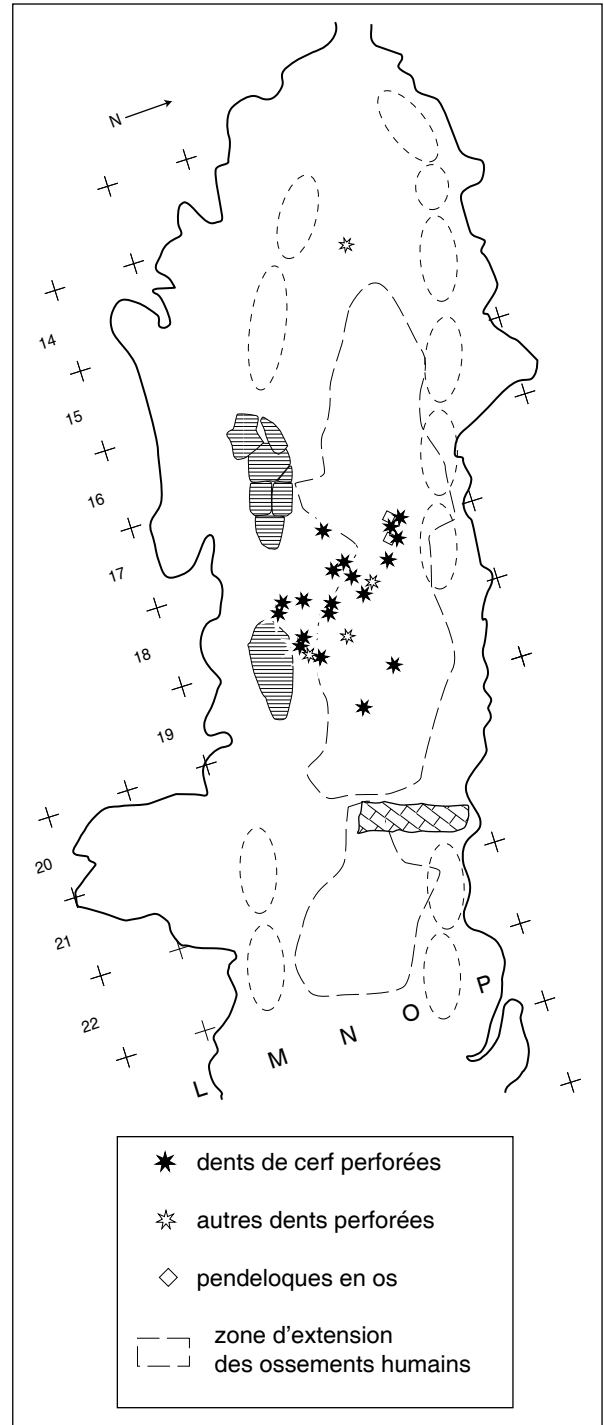 N
14
15
16
17
18
19
20
21
22
L M N O P
dents de cerf perforées
autres dents perforées
pendeloques en os
zone d'extension
des ossements humains